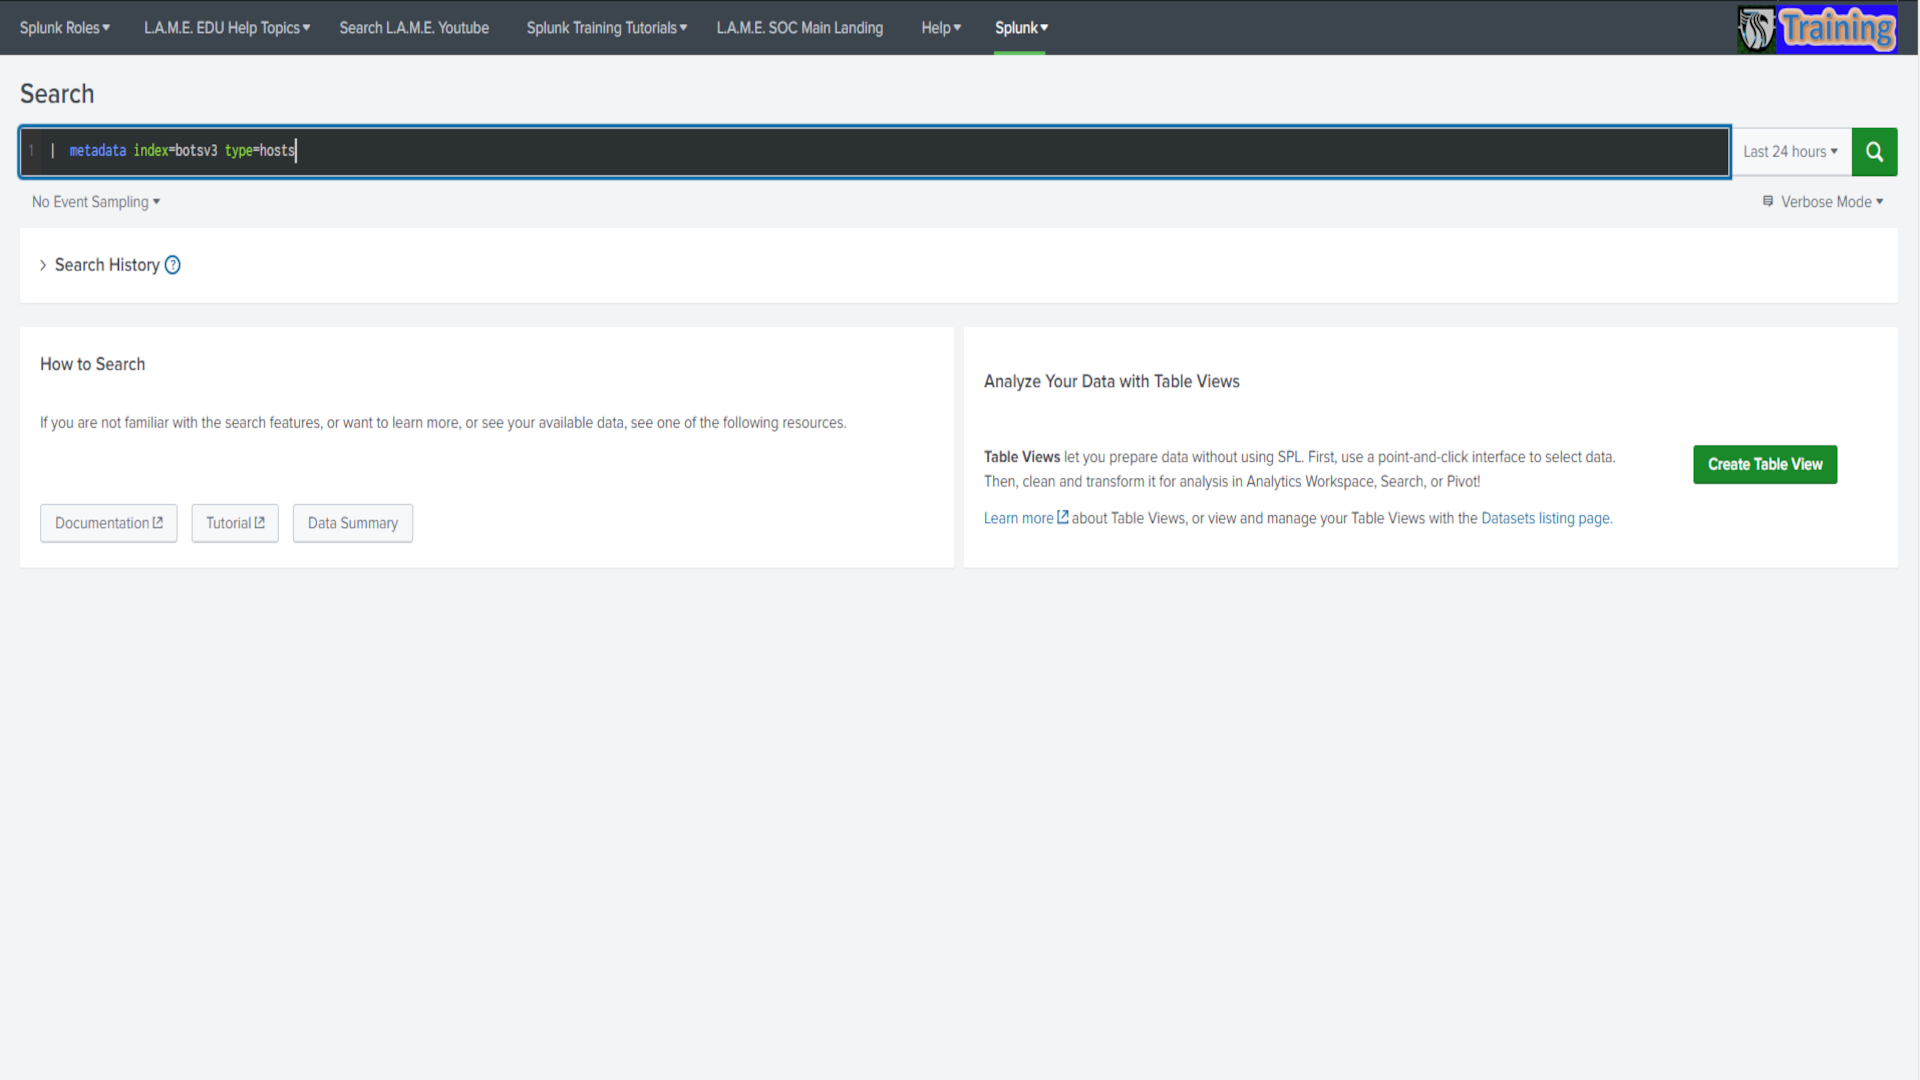 Splunk Roles L.A.M.E. EDU Help Topics Search L.A.M.E. Youtube Splunk Training Tutorials L.A.M.E. SOC Main Landing Help Splunk Training
Search
1 | metadata index=botsv3 type=hosts Last 24 hours
No Event Sampling Verbose Mode
Search History ?
How to Search
If you are not familiar with the search features, or want to learn more, or see your available data, see one of the following resources.
Documentation Tutorial Data Summary
Analyze Your Data with Table Views
Table Views let you prepare data without using SPL. First, use a point-and-click interface to select data.
Then, clean and transform it for analysis in Analytics Workspace, Search, or Pivot!
Create Table View
Learn more about Table Views, or view and manage your Table Views with the Datasets listing page.